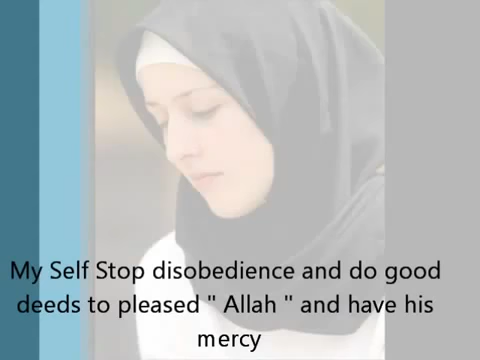 My Self Stop disobedience and do good
deeds to pleased " Allah " and have his
mercy